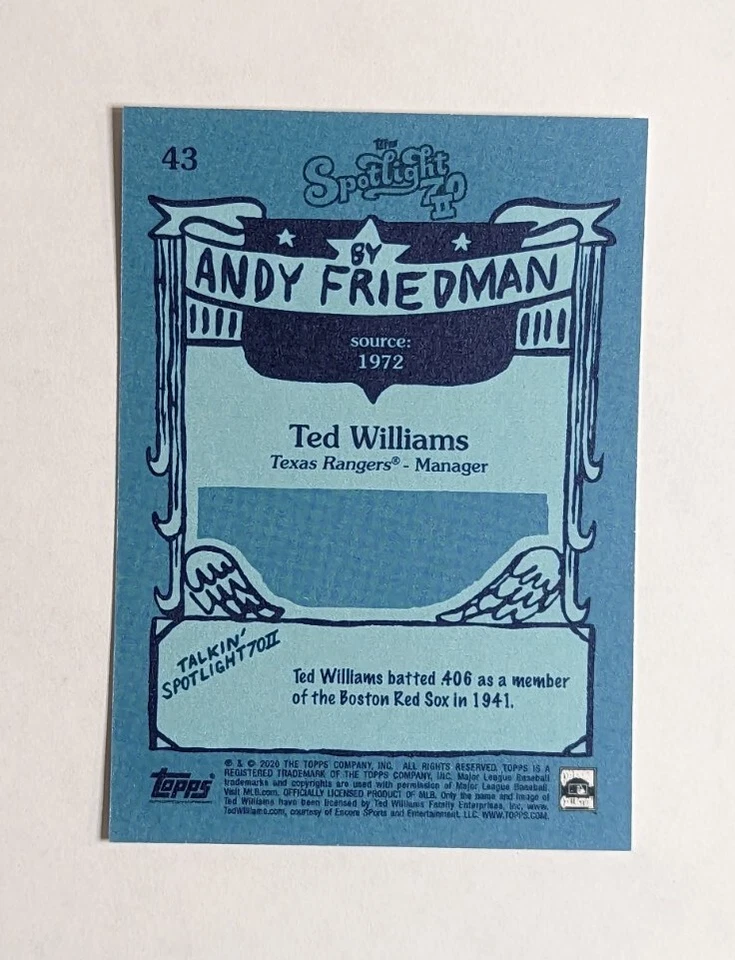 43
topps
Spotlight
70 II
BY
ANDY FRIEDMAN
source:
1972
Ted Williams
Texas Rangers® - Manager
TALKIN'
SPOTLIGHT70II
Ted Williams batted .406 as a member
of the Boston Red Sox in 1941.
topps
® & © 2020 THE TOPPS COMPANY, INC. ALL RIGHTS RESERVED. TOPPS IS A
REGISTERED TRADEMARK OF THE TOPPS COMPANY, INC. Major League Baseball
trademarks and copyrights are used with permission of Major League Baseball.
Visit MLB.com. OFFICIALLY LICENSED PRODUCT OF MLB. Only the name and image of
Ted Williams have been licensed by Ted Williams Family Enterprises, Inc. www.
TedWilliams.com, courtesy of Encore Sports and Entertainment, LLC. WWW.TOPPS.COM.
COLLECTION